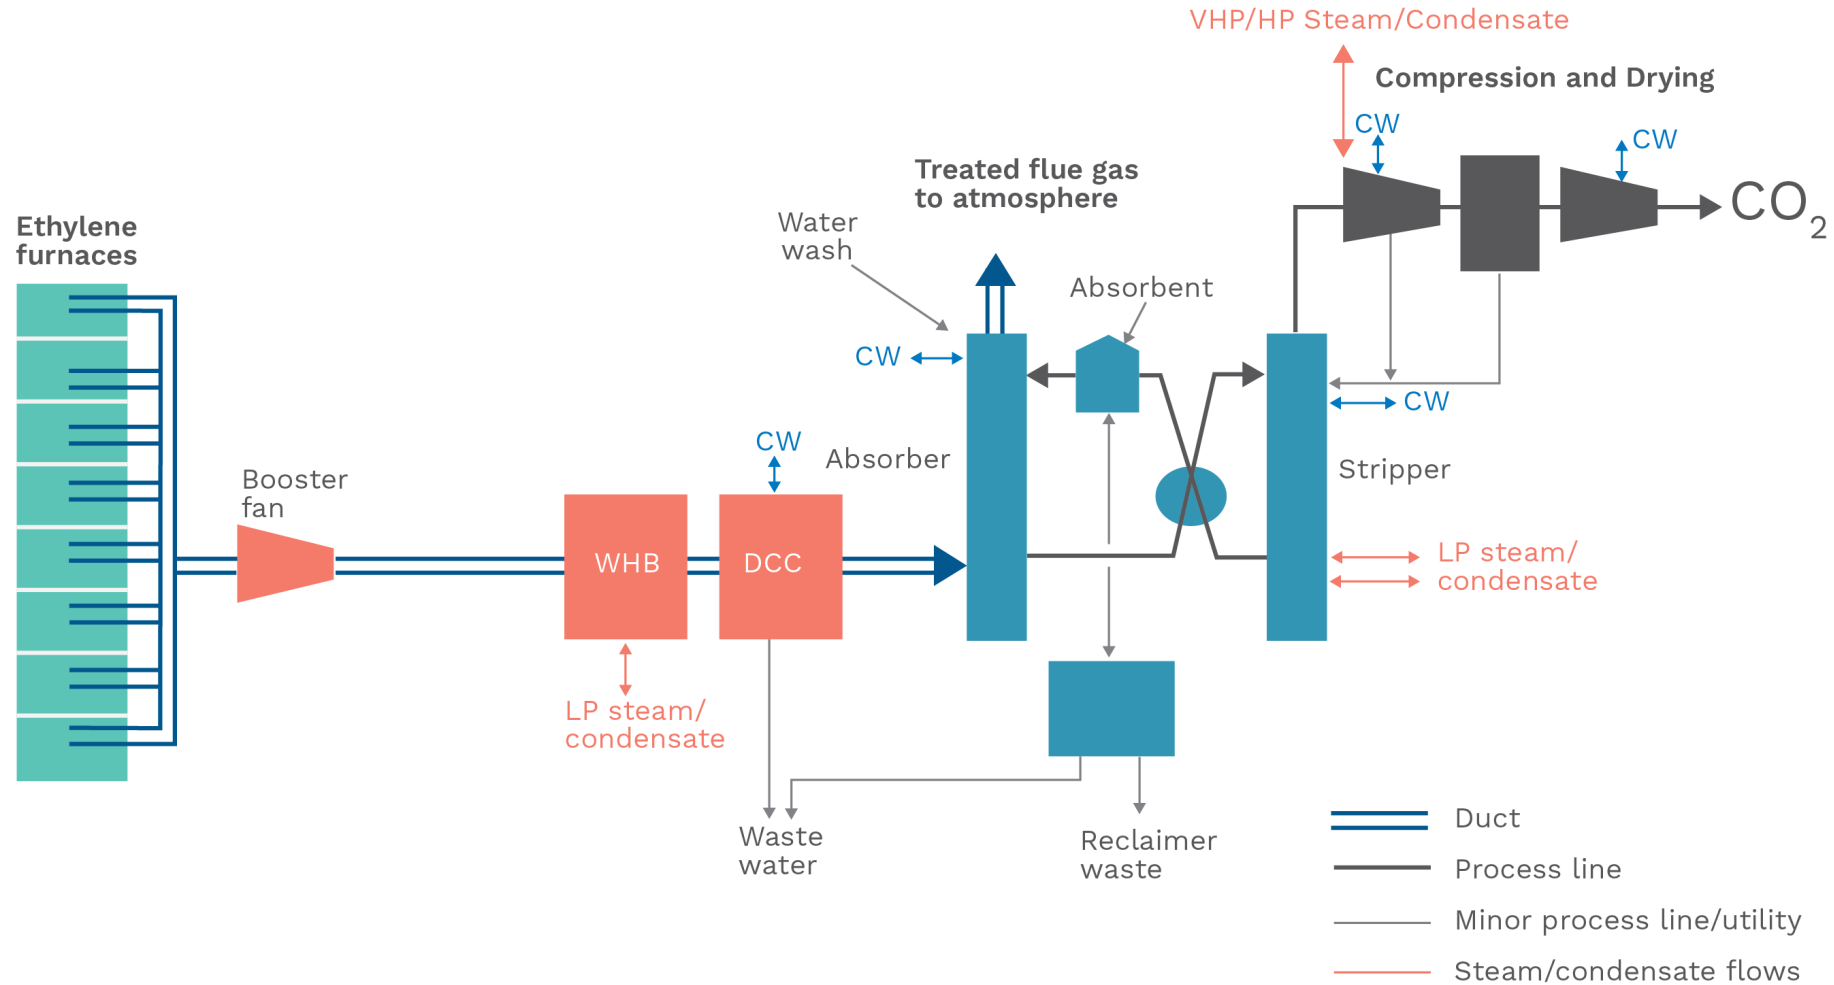 VHP/HP Steam/Condensate
Compression and Drying
CW
CW
CO2
Treated flue gas
to atmosphere
Water
wash
Ethylene
furnaces
Absorbent
CW
CW
CW
Absorber
Stripper
Booster
fan
WHB
DCC
LP steam/
condensate
LP steam/
condensate
Waste
water
Reclaimer
waste
Duct
Process line
Minor process line/utility
Steam/condensate flows